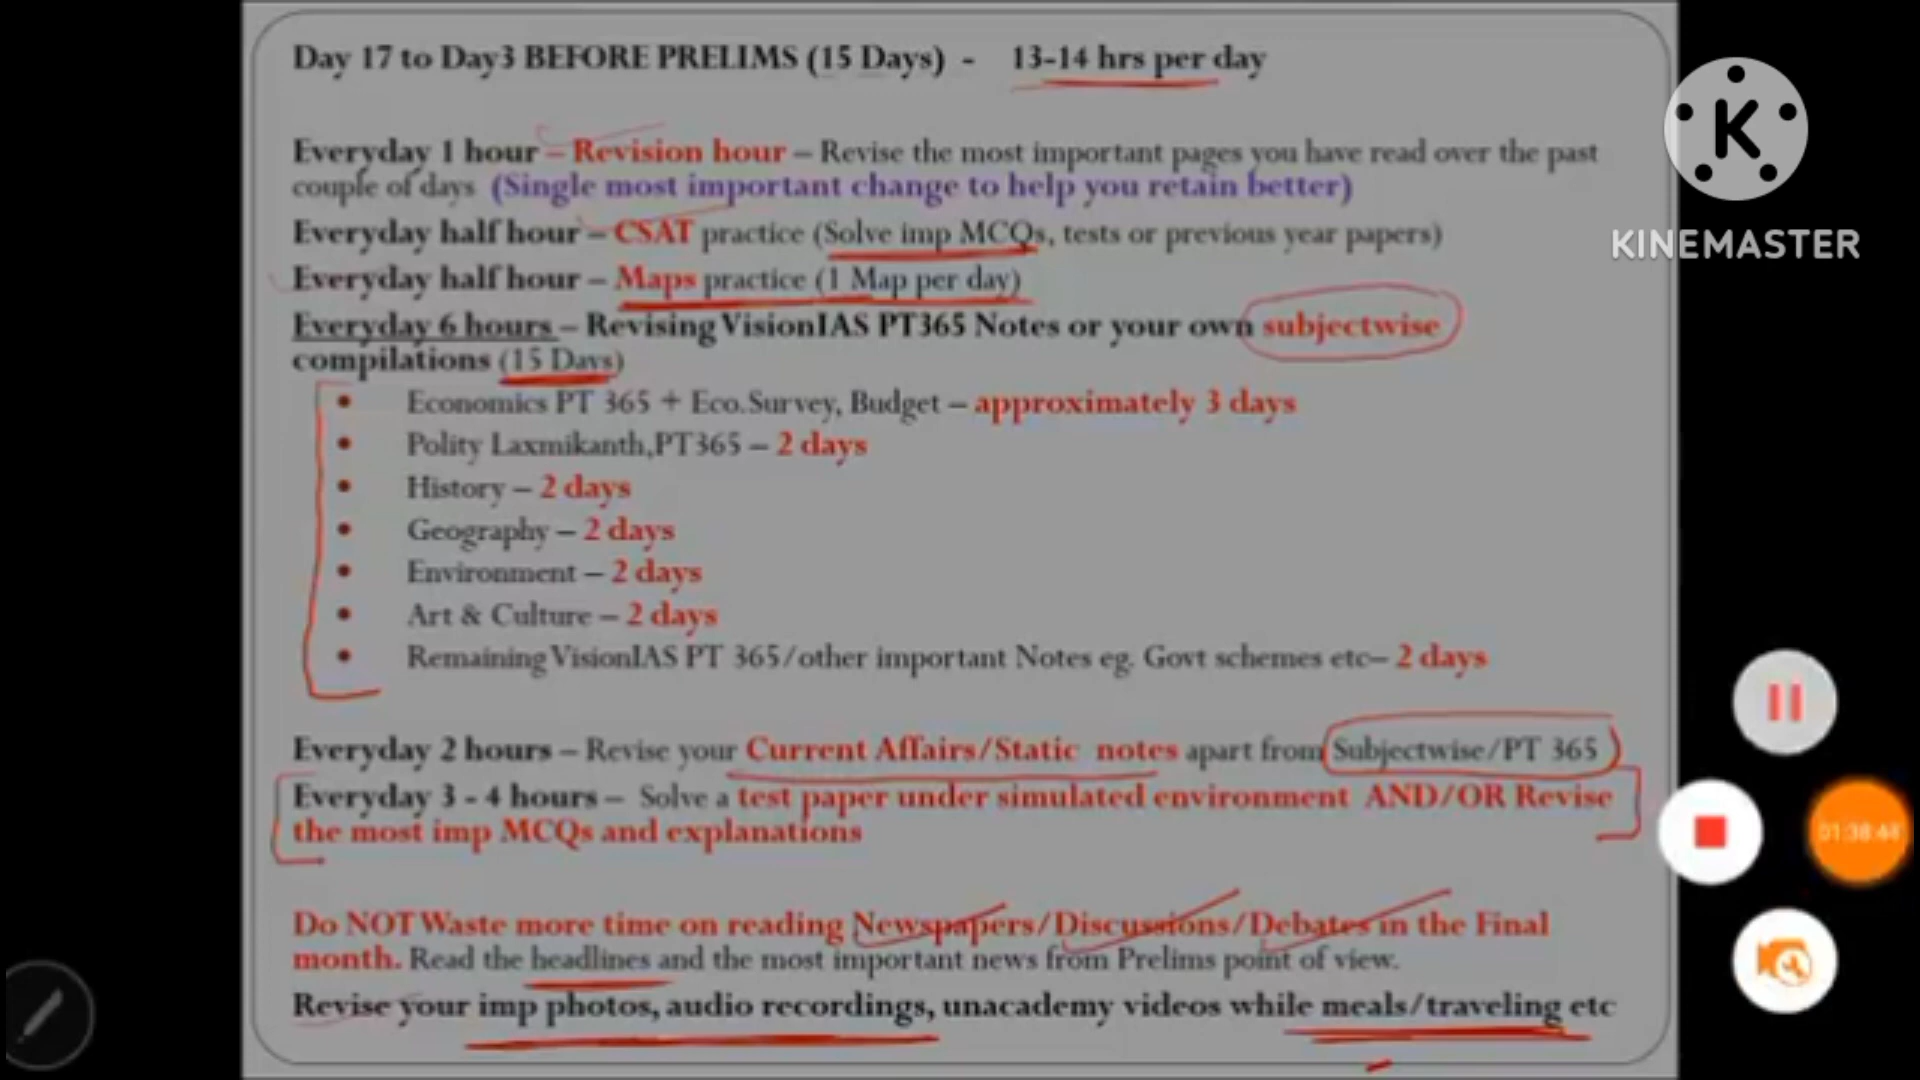 Day 17 to Day3 BEFORE PRELIMS (15 Days) - 13-14 hrs per day
Everyday 1 hour – Revision hour – Revise the most important pages you have read over the past
couple of days (Single most important change to help you retain better)
Everyday half hour – CSAT practice (Solve imp MCQs, tests or previous year papers)
Everyday half hour – Maps practice (1 Map per day)
Everyday 6 hours – Revising VisionIAS PT365 Notes or your own subjectwise
compilations (15 Days)
• Economics PT 365 + Eco.Survey, Budget – approximately 3 days
• Polity Laxmikanth,PT365 – 2 days
• History – 2 days
• Geography – 2 days
• Environment – 2 days
• Art & Culture – 2 days
• Remaining VisionIAS PT 365/other important Notes eg. Govt schemes etc– 2 days
Everyday 2 hours – Revise your Current Affairs/Static notes apart from Subjectwise/PT 365
Everyday 3 - 4 hours – Solve a test paper under simulated environment AND/OR Revise
the most imp MCQs and explanations
Do NOT Waste more time on reading Newspapers/Discussions/Debates in the Final
month. Read the headlines and the most important news from Prelims point of view.
Revise your imp photos, audio recordings, unacademy videos while meals/traveling etc
K
KINEMASTER